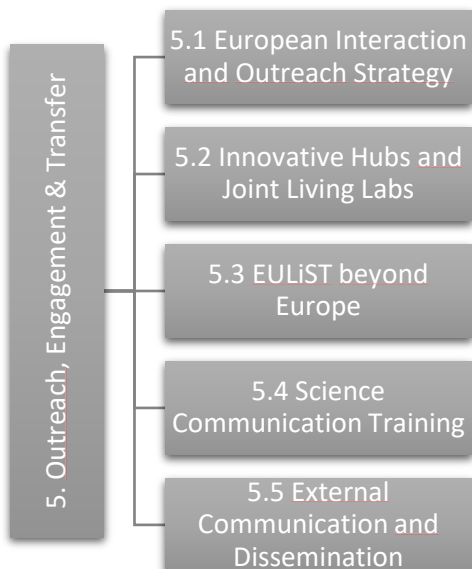 5. Outreach, Engagement & Transfer
5.1 European Interaction
and Outreach Strategy
5.2 Innovative Hubs and
Joint Living Labs
5.3 EULiST beyond
Europe
5.4 Science
Communication Training
5.5 External
Communication and
Dissemination